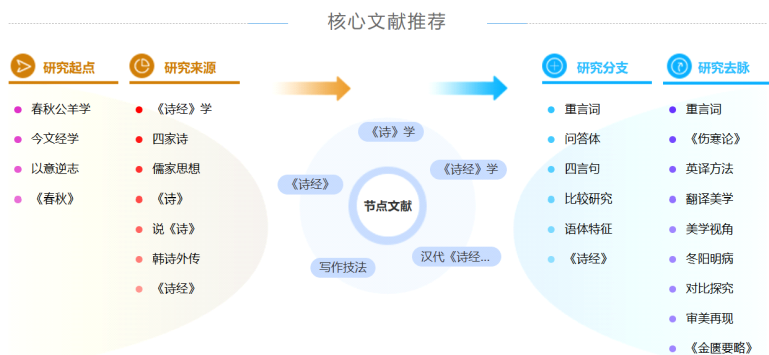 核心文献推荐
研究起点
春秋公羊学
今文经学
以意逆志
《春秋》
研究来源
《诗经》学
四家诗
儒家思想
《诗》
说《诗》
韩诗外传
《诗经》
《诗》学
《诗经》
《诗经》学
节点文献
写作技法
汉代《诗经...
研究分支
重言词
问答体
四言句
比较研究
语体特征
《诗经》
研究去脉
重言词
《伤寒论》
英译方法
翻译美学
美学视角
冬阳明病
对比探究
审美再现
《金匮要略》